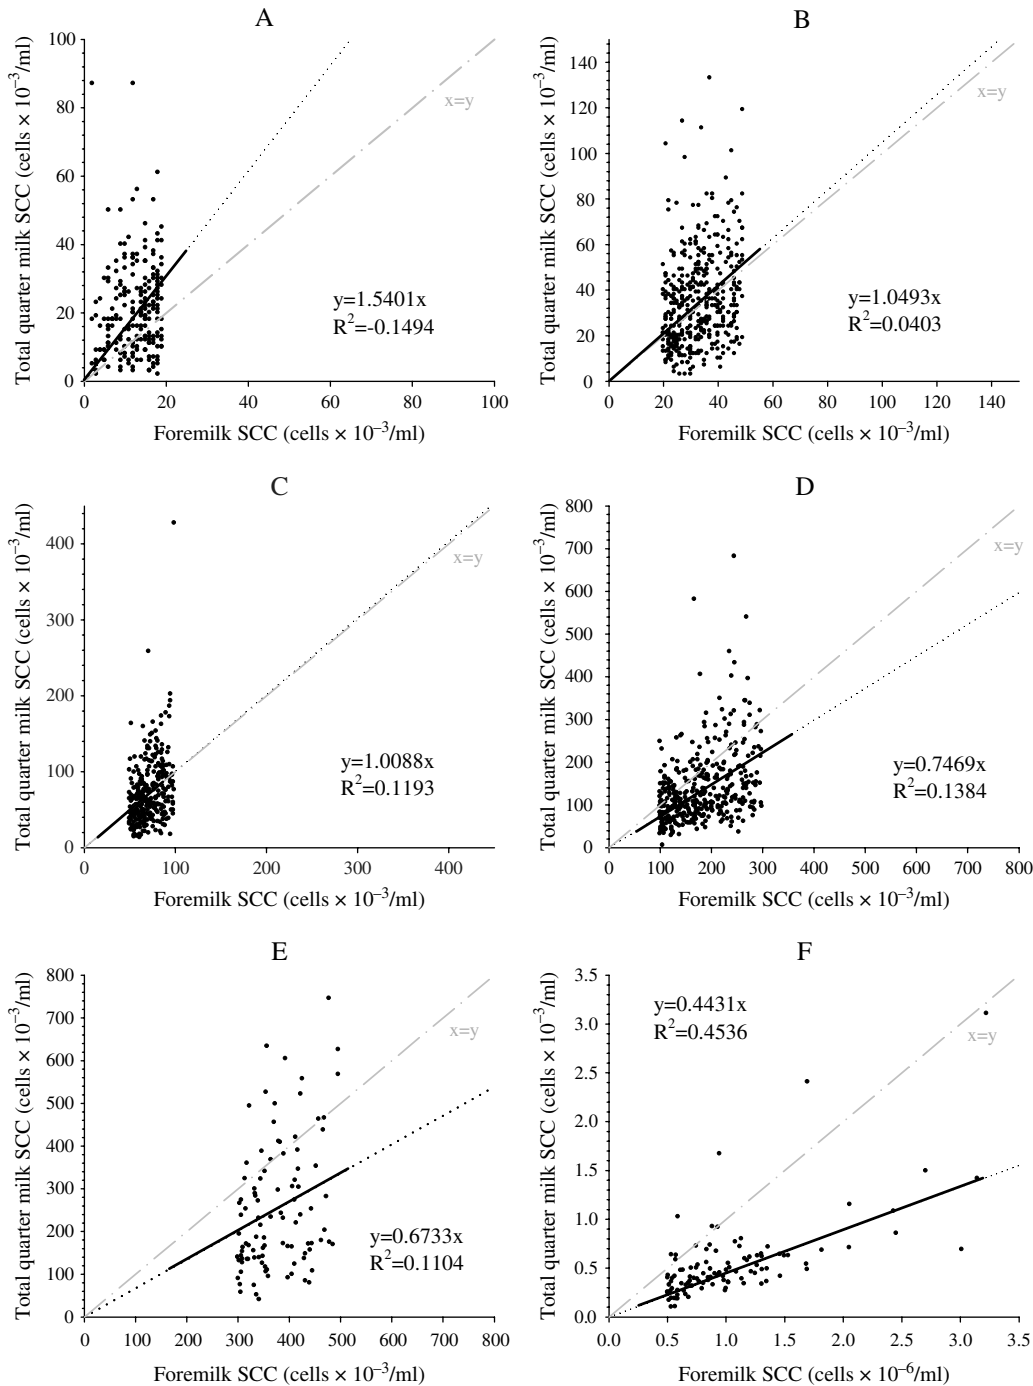 A
Total quarter milk SCC (cells × 10⁻³/ml)
100
80
60
40
20
0
x=y
y=1.5401x
R²=-0.1494
0 20 40 60 80 100
Foremilk SCC (cells × 10⁻³/ml)
B
Total quarter milk SCC (cells × 10⁻³/ml)
140
120
100
80
60
40
20
0
x=y
y=1.0493x
R²=0.0403
0 20 40 60 80 100 120 140
Foremilk SCC (cells × 10⁻³/ml)
C
Total quarter milk SCC (cells × 10⁻³/ml)
400
300
200
100
0
x=y
y=1.0088x
R²=0.1193
0 100 200 300 400
Foremilk SCC (cells × 10⁻³/ml)
D
Total quarter milk SCC (cells × 10⁻³/ml)
800
700
600
500
400
300
200
100
0
x=y
y=0.7469x
R²=0.1384
0 100 200 300 400 500 600 700 800
Foremilk SCC (cells × 10⁻³/ml)
E
Total quarter milk SCC (cells × 10⁻³/ml)
800
700
600
500
400
300
200
100
0
x=y
y=0.6733x
R²=0.1104
0 100 200 300 400 500 600 700 800
Foremilk SCC (cells × 10⁻³/ml)
F
Total quarter milk SCC (cells × 10⁻³/ml)
3.5
3.0
2.5
2.0
1.5
1.0
0.5
0.0
y=0.4431x
R²=0.4536
x=y
0.0 0.5 1.0 1.5 2.0 2.5 3.0 3.5
Foremilk SCC (cells × 10⁻⁶/ml)